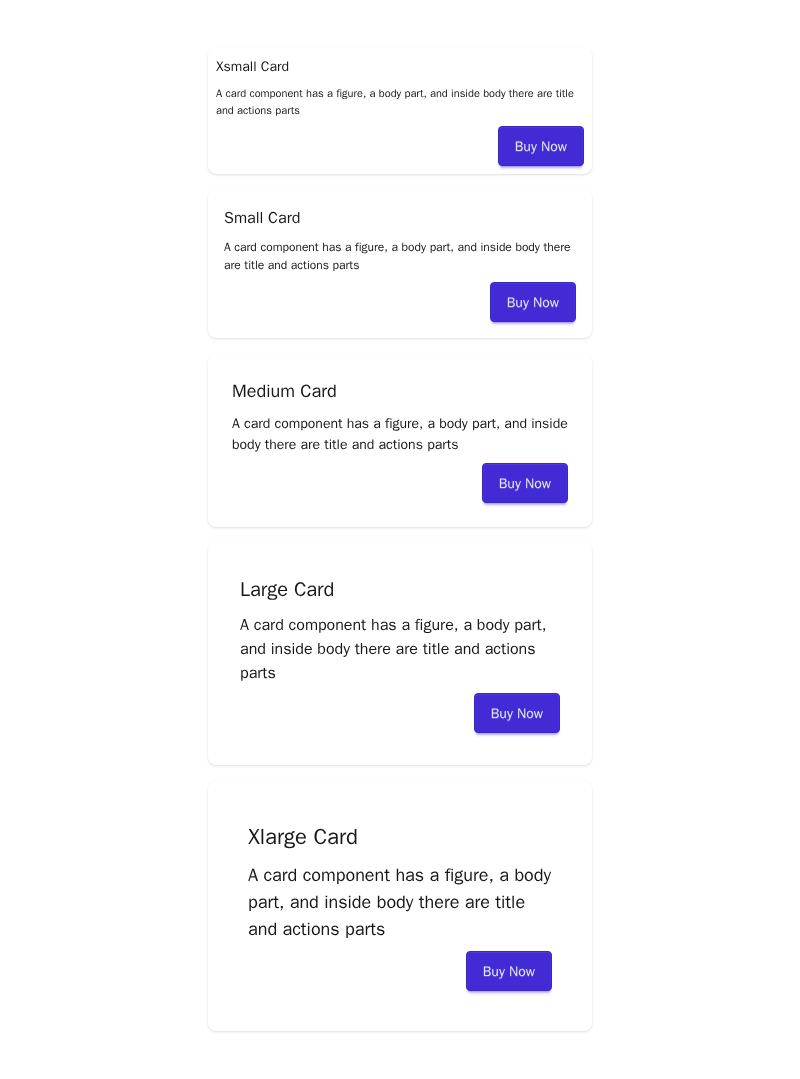 Xsmall Card
A card component has a figure, a body part, and inside body there are title
and actions parts
Buy Now
Small Card
A card component has a figure, a body part, and inside body there
are title and actions parts
Buy Now
Medium Card
A card component has a figure, a body part, and inside
body there are title and actions parts
Buy Now
Large Card
A card component has a figure, a body part,
and inside body there are title and actions
parts
Buy Now
Xlarge Card
A card component has a figure, a body
part, and inside body there are title
and actions parts
Buy Now